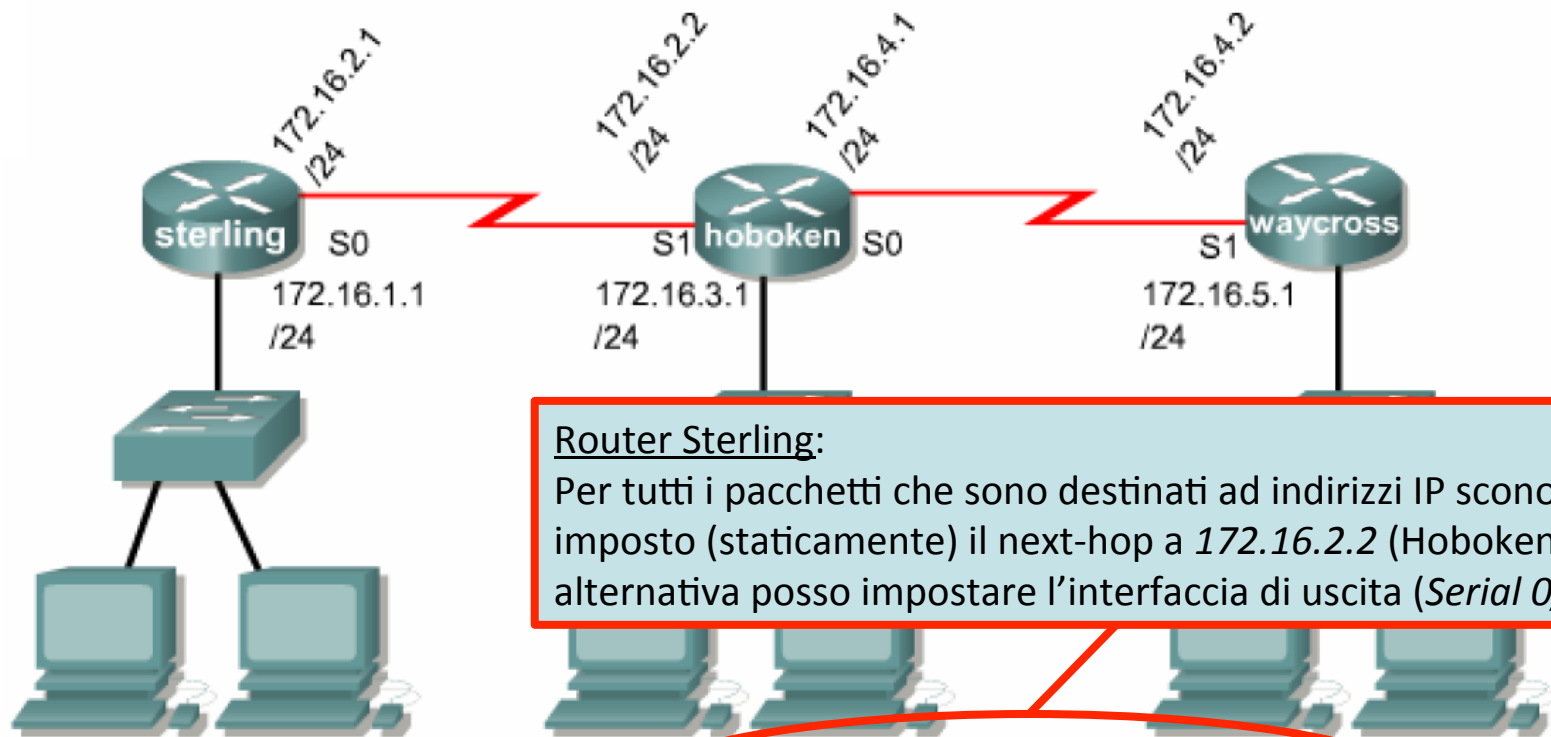 172.16.2.1
/24
172.16.2.2
/24
172.16.4.1
/24
172.16.4.2
/24
sterling
S0
S1
hoboken
S0
S1
waycross
172.16.1.1
/24
172.16.3.1
/24
172.16.5.1
/24
Router Sterling:
Per tutti i pacchetti che sono destinati ad indirizzi IP
imposto (staticamente) il next-hop a 172.16.2.2 (Hoboken
alternativa posso impostare l’interfaccia di uscita (Serial 0